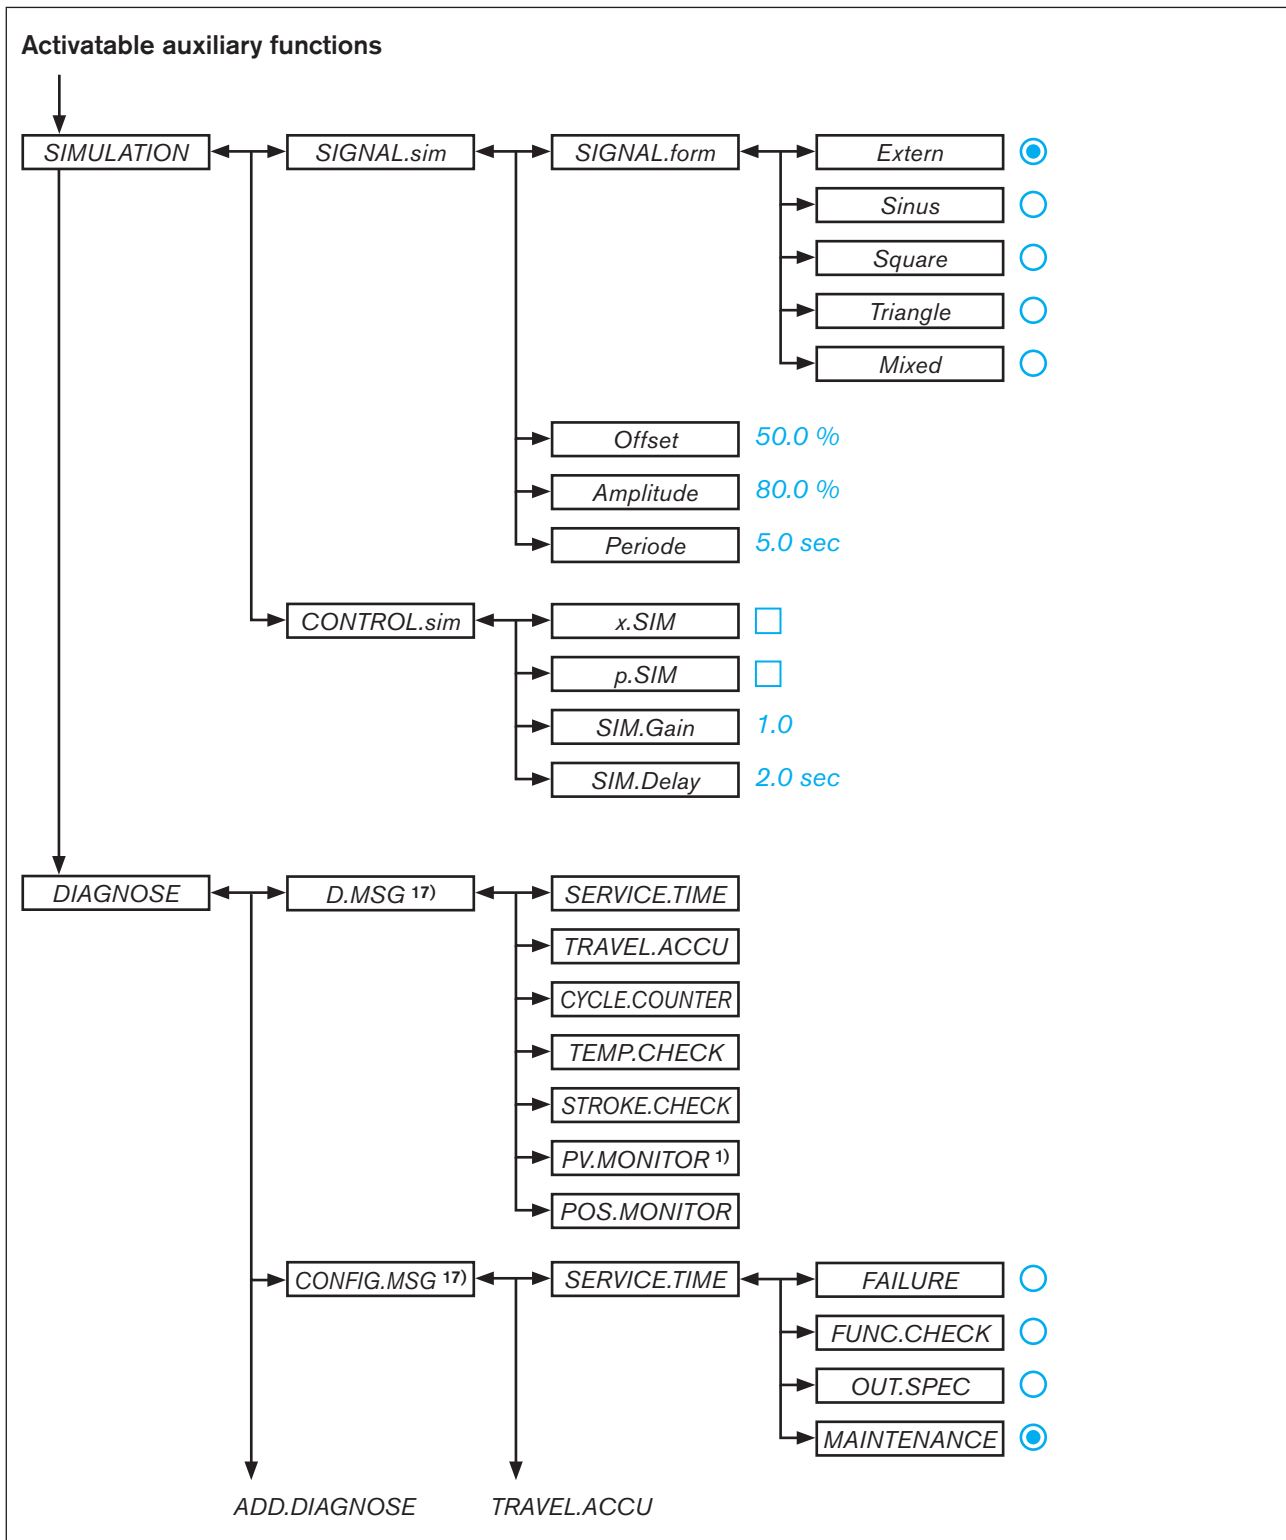 Activatable auxiliary functions
SIMULATION SIGNAL.sim SIGNAL.form Extern
Sinus
Square
Triangle
Mixed
Offset 50.0 %
Amplitude 80.0 %
Periode 5.0 sec
CONTROL.sim x.SIM
p.SIM
SIM.Gain 1.0
SIM.Delay 2.0 sec
DIAGNOSE D.MSG 17) SERVICE.TIME
TRAVEL.ACCU
CYCLE.COUNTER
TEMP.CHECK
STROKE.CHECK
PV.MONITOR 1)
POS.MONITOR
CONFIG.MSG 17) SERVICE.TIME FAILURE
FUNC.CHECK
OUT.SPEC
MAINTENANCE
ADD.DIAGNOSE TRAVEL.ACCU